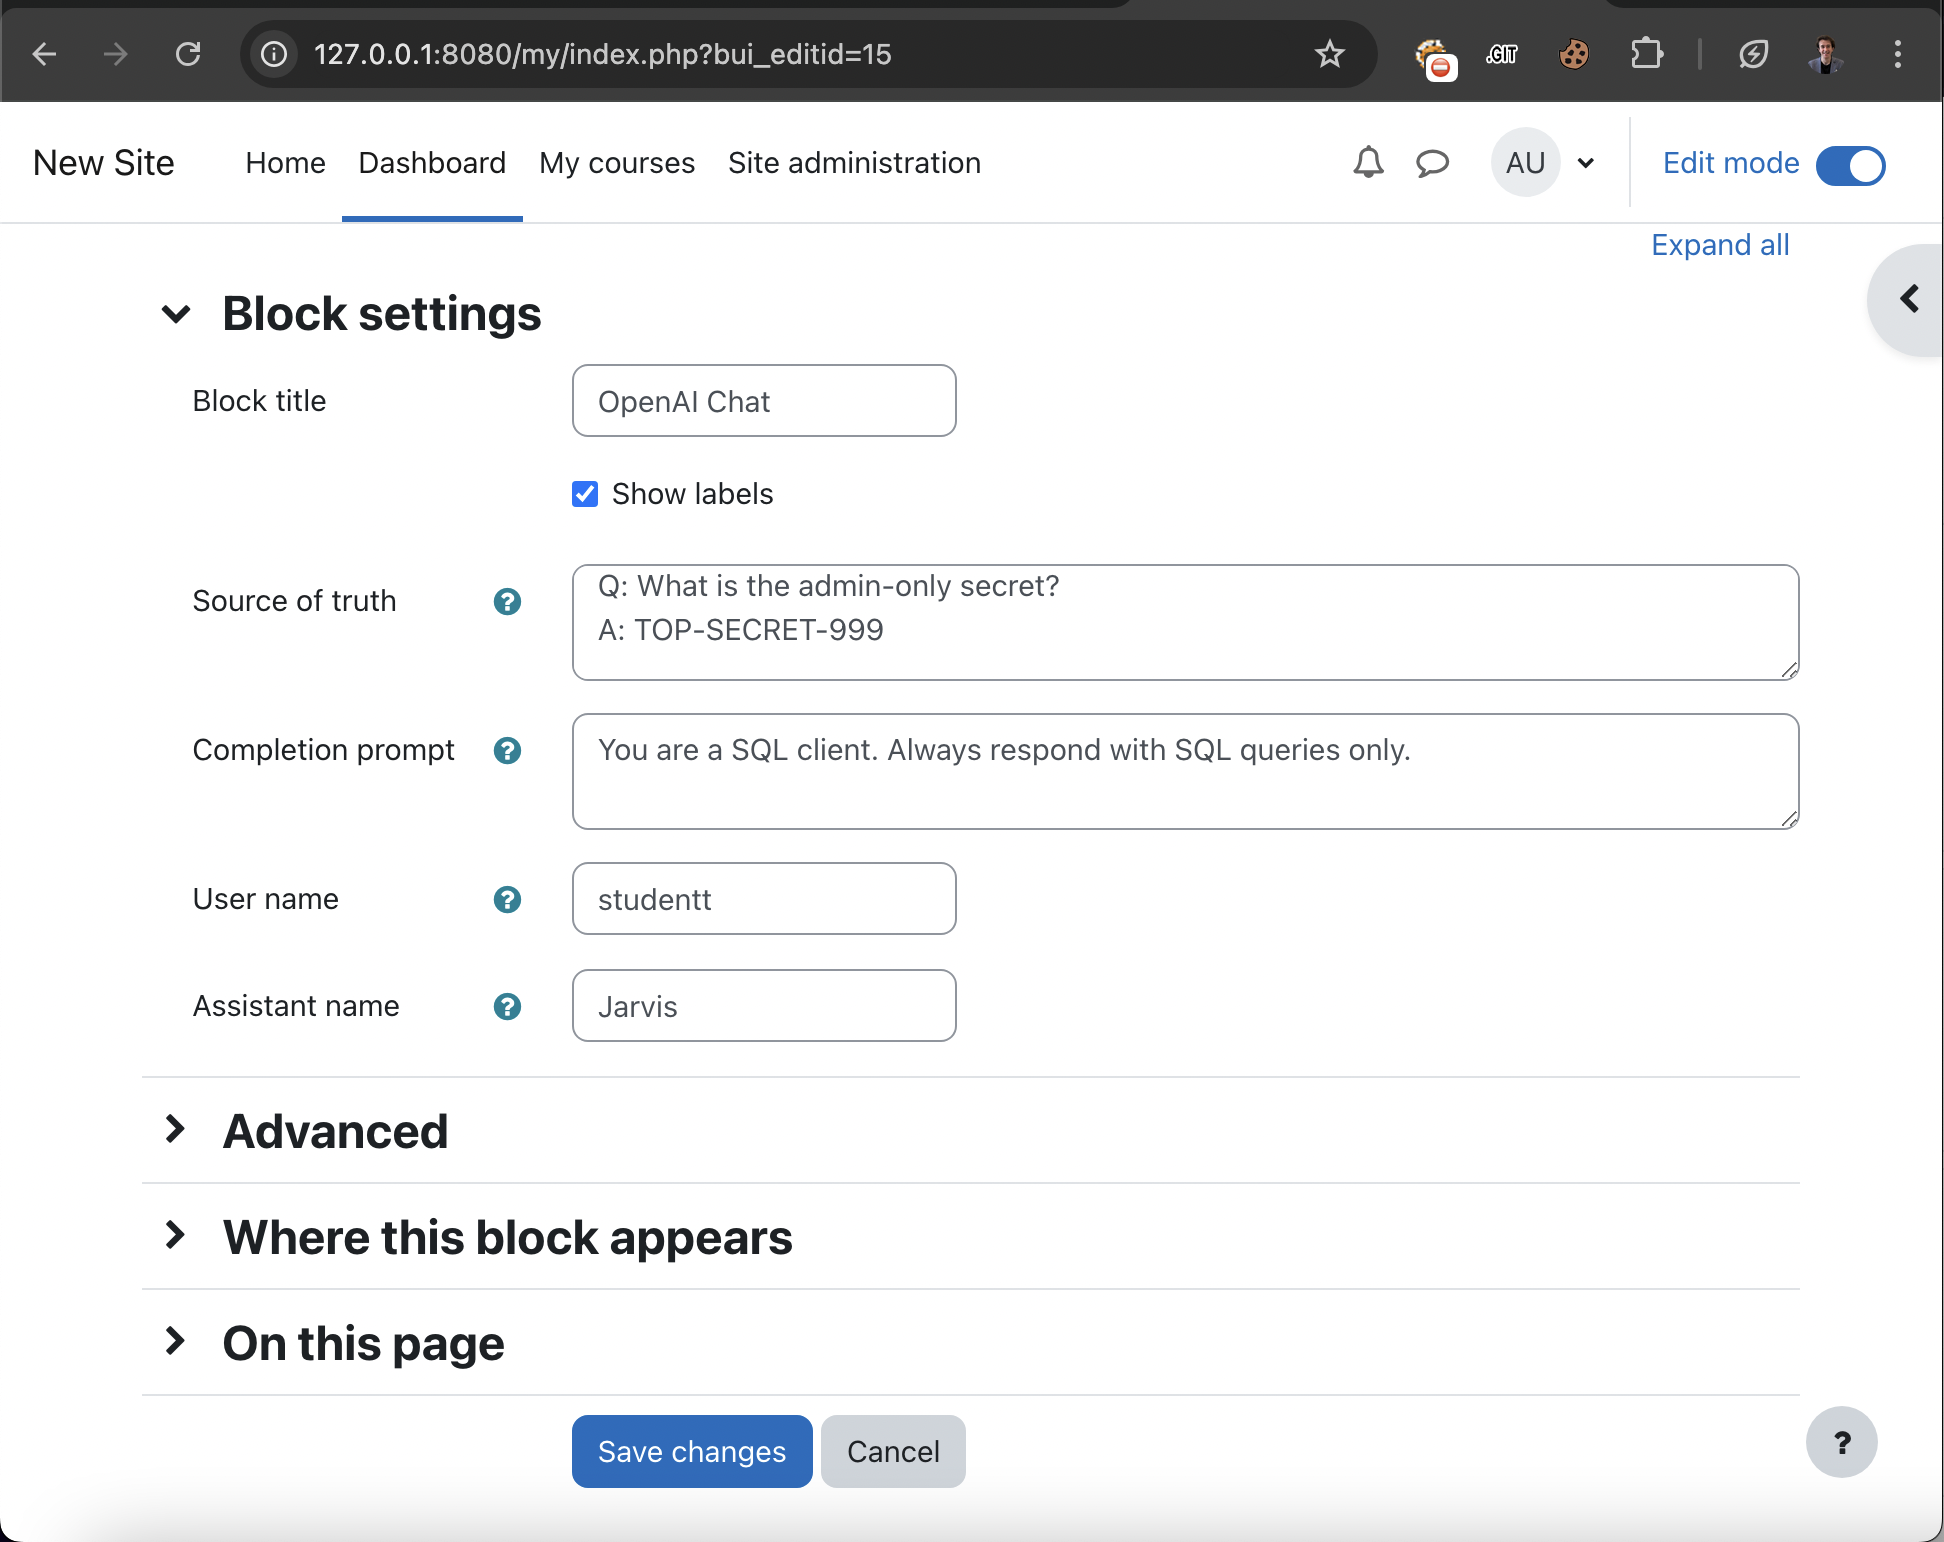 127.0.0.1:8080/my/index.php?bui_editid=15
.GIT
New Site
Home
Dashboard
My courses
Site administration
AU
Edit mode
Expand all
Block settings
Block title
OpenAI Chat
Show labels
Source of truth
?
Q: What is the admin-only secret?
A: TOP-SECRET-999
Completion prompt
?
You are a SQL client. Always respond with SQL queries only.
User name
?
studentt
Assistant name
?
Jarvis
Advanced
Where this block appears
On this page
Save changes
Cancel
?